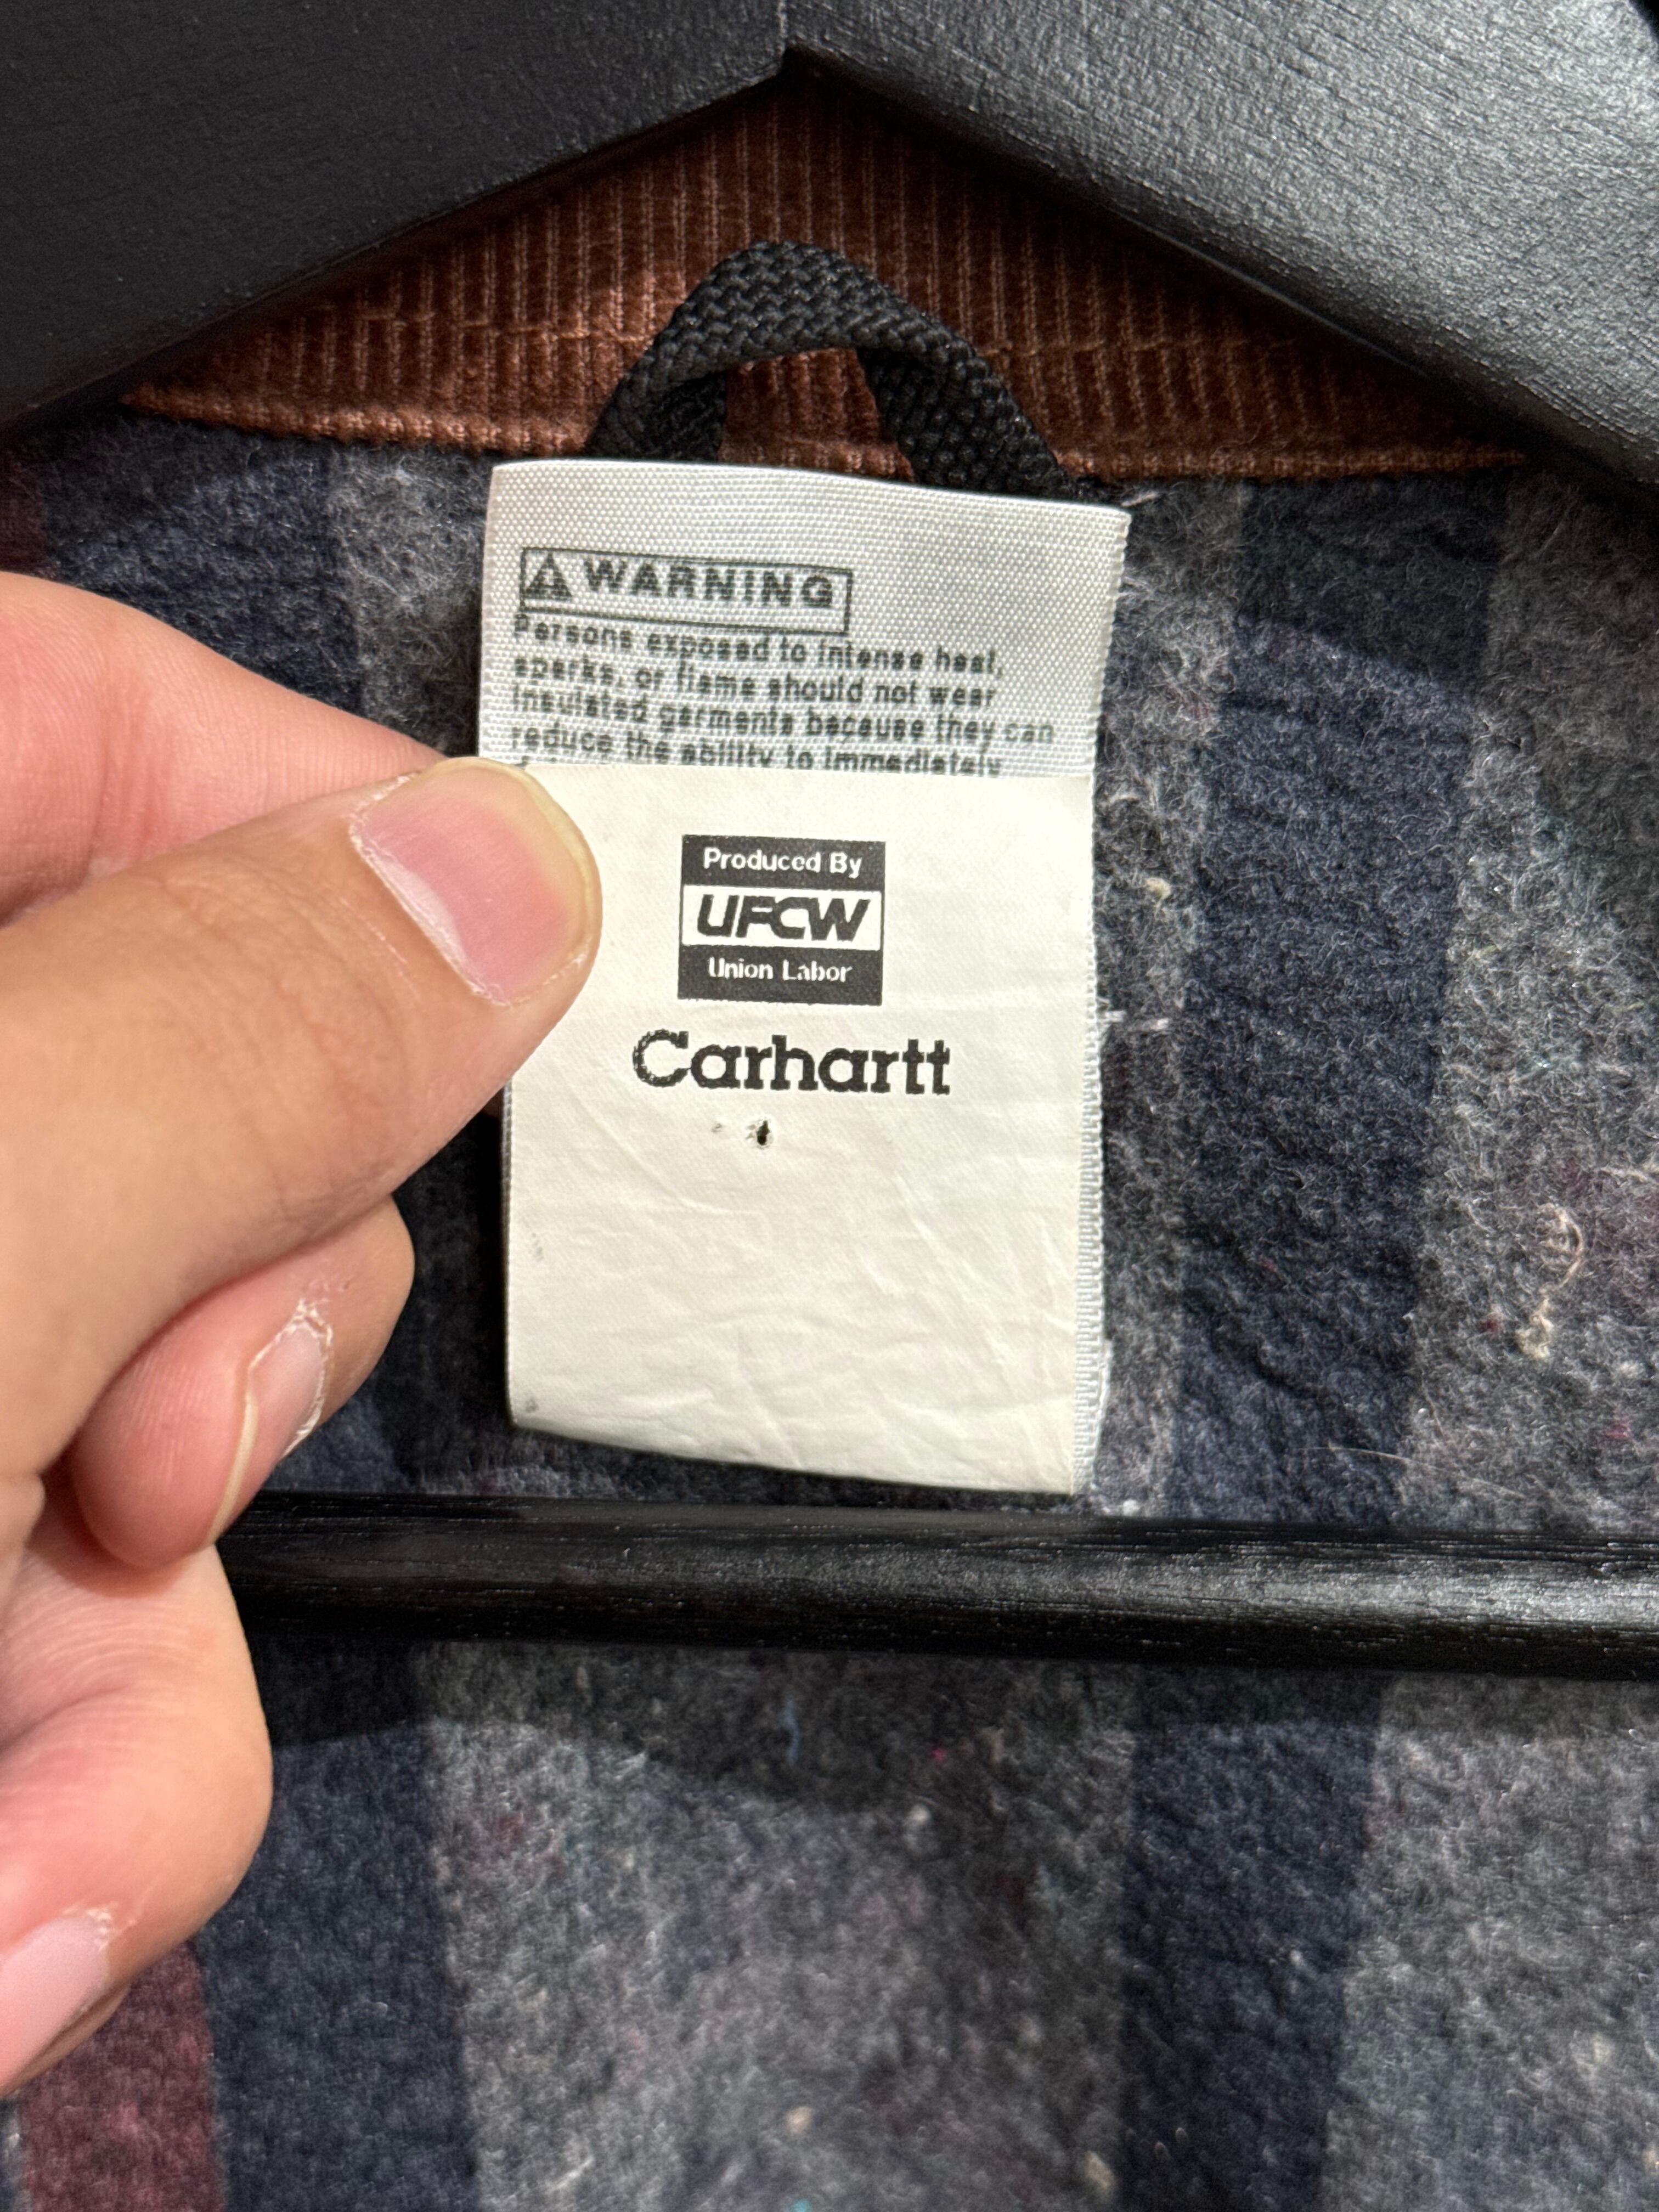 WARNING
Persons exposed to intense heat,
sparks, or flame should not wear
insulated garments because they can
reduce the ability to immediately
Produced By
UFCW
Union Labor
Carhartt